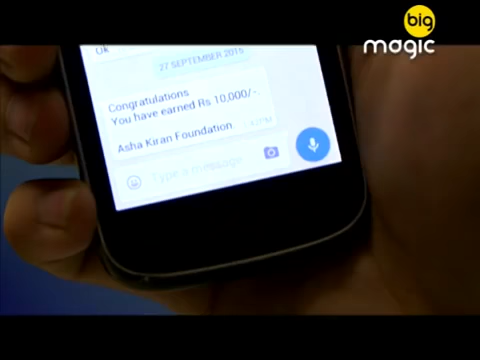 big
magic
Ok
27 SEPTEMBER 2015
Congratulations
You have earned Rs 10,000/-.
Asha Kiran Foundation
Type a message